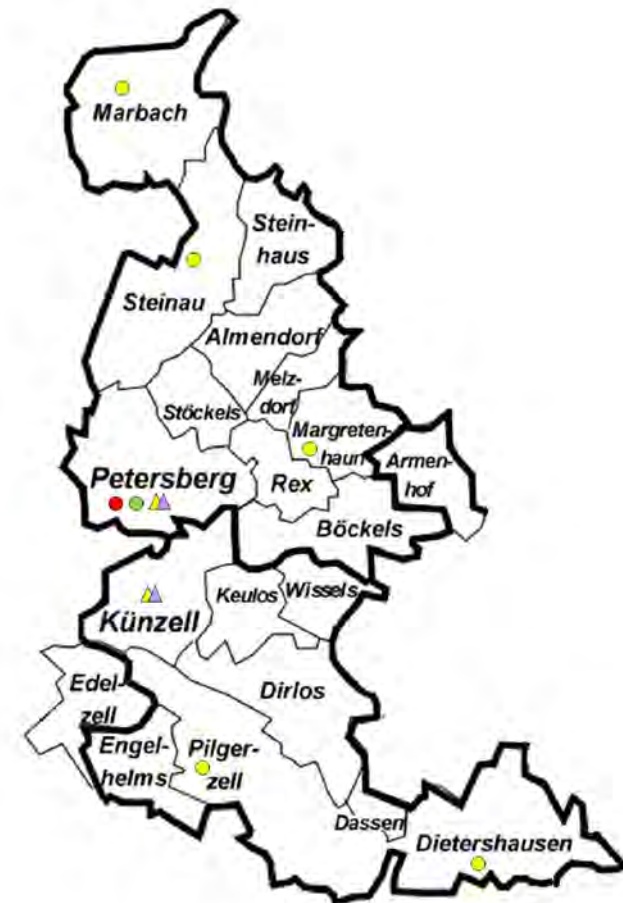 Marbach
Stein-
haus
Steinau
Almendorf
Melz-
dorf
Stöckels
Margreten-
haun
Armen-
hof
Petersberg
Rex
Böckels
Keulos
Wissels
Künzell
Edel-
zell
Dirlos
Engel-
helms
Pilger-
zell
Dassen
Dietershausen